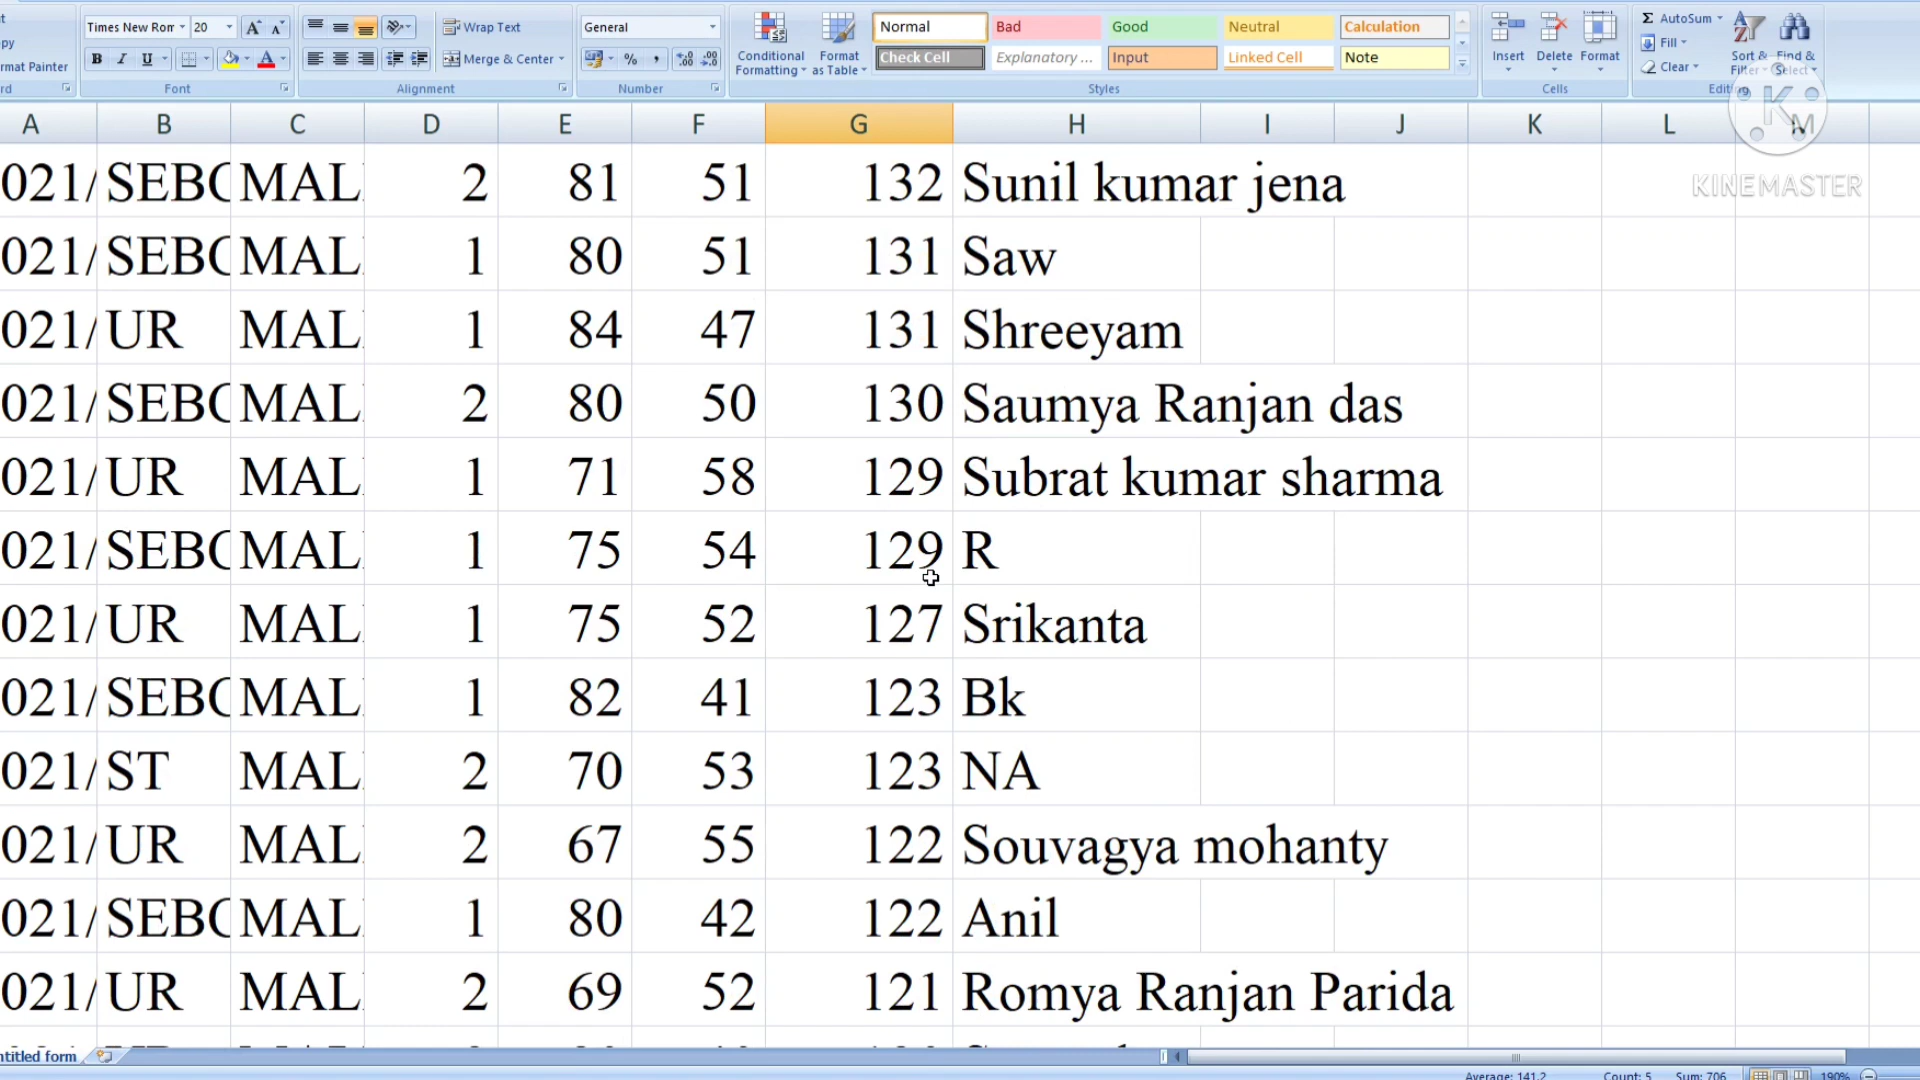 Times New Rom 20 Wrap Text General Conditional Formatting Format as Table Normal Bad Good Neutral Calculation Insert Delete Format AutoSum Sort & Filter Find & Select
B I U Merge & Center % , Check Cell Explanatory ... Input Linked Cell Note Fill
mat Painter Clear
Font Alignment Number Styles Cells Editing
A B C D E F G H I J K L M
KINEMASTER
021/ SEBC MAL 2 81 51 132 Sunil kumar jena
021/ SEBC MAL 1 80 51 131 Saw
021/ UR MAL 1 84 47 131 Shreeyam
021/ SEBC MAL 2 80 50 130 Saumya Ranjan das
021/ UR MAL 1 71 58 129 Subrat kumar sharma
021/ SEBC MAL 1 75 54 129 R
021/ UR MAL 1 75 52 127 Srikanta
021/ SEBC MAL 1 82 41 123 Bk
021/ ST MAL 2 70 53 123 NA
021/ UR MAL 2 67 55 122 Souvagya mohanty
021/ SEBC MAL 1 80 42 122 Anil
021/ UR MAL 2 69 52 121 Romya Ranjan Parida
ntitled form
Average: 141.2 Count: 5 Sum: 706 190%